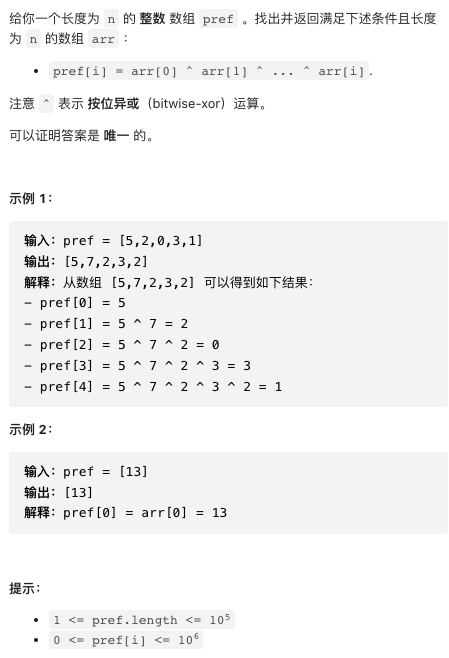 给你一个长度为 n 的 整数 数组 pref 。找出并返回满足下述条件且长度
为 n 的数组 arr ：
• pref[i] = arr[0] ^ arr[1] ^ ... ^ arr[i].
注意 ^ 表示 按位异或（bitwise-xor）运算。
可以证明答案是 唯一 的。
示例 1：
输入：pref = [5,2,0,3,1]
输出：[5,7,2,3,2]
解释：从数组 [5,7,2,3,2] 可以得到如下结果：
- pref[0] = 5
- pref[1] = 5 ^ 7 = 2
- pref[2] = 5 ^ 7 ^ 2 = 0
- pref[3] = 5 ^ 7 ^ 2 ^ 3 = 3
- pref[4] = 5 ^ 7 ^ 2 ^ 3 ^ 2 = 1
示例 2：
输入：pref = [13]
输出：[13]
解释：pref[0] = arr[0] = 13
提示：
• 1 <= pref.length <= 10⁵
• 0 <= pref[i] <= 10⁶